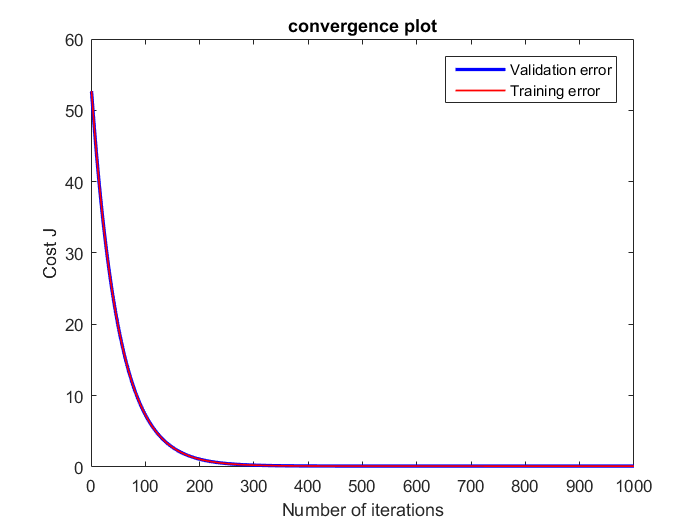 convergence plot
Validation error
Training error
60
50
40
30
20
10
0
Cost J
0 100 200 300 400 500 600 700 800 900 1000
Number of iterations